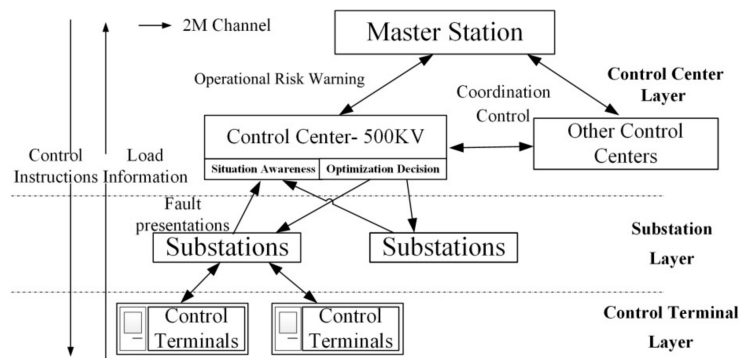 2M Channel
Master Station
Operational Risk Warning
Control Center
Layer
Coordination
Control
Control Center- 500KV
Other Control
Centers
Situation Awareness
Optimization Decision
Control
Instructions
Load
Information
Fault
presentations
Substations
Substations
Substation
Layer
Control
Terminals
Control
Terminals
Control Terminal
Layer